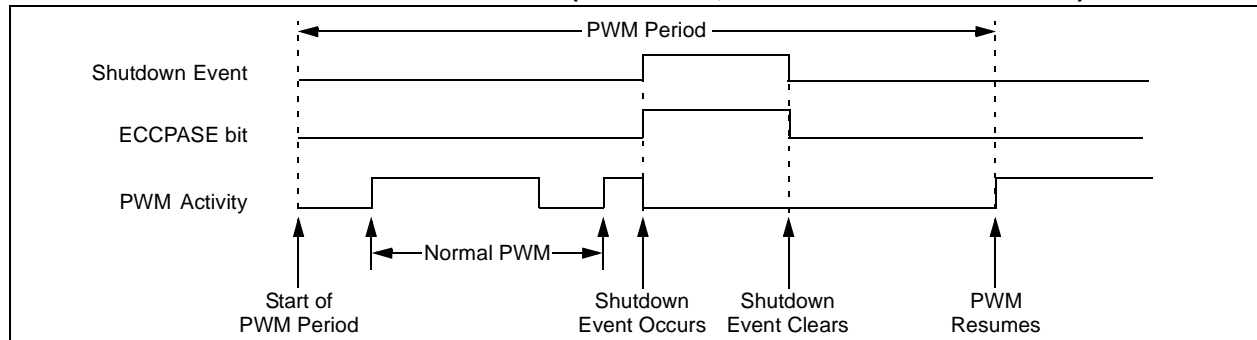 PWM Period
Shutdown Event
ECCPASE bit
PWM Activity
Normal PWM
Start of
PWM Period
Shutdown
Event Occurs
Shutdown
Event Clears
PWM
Resumes